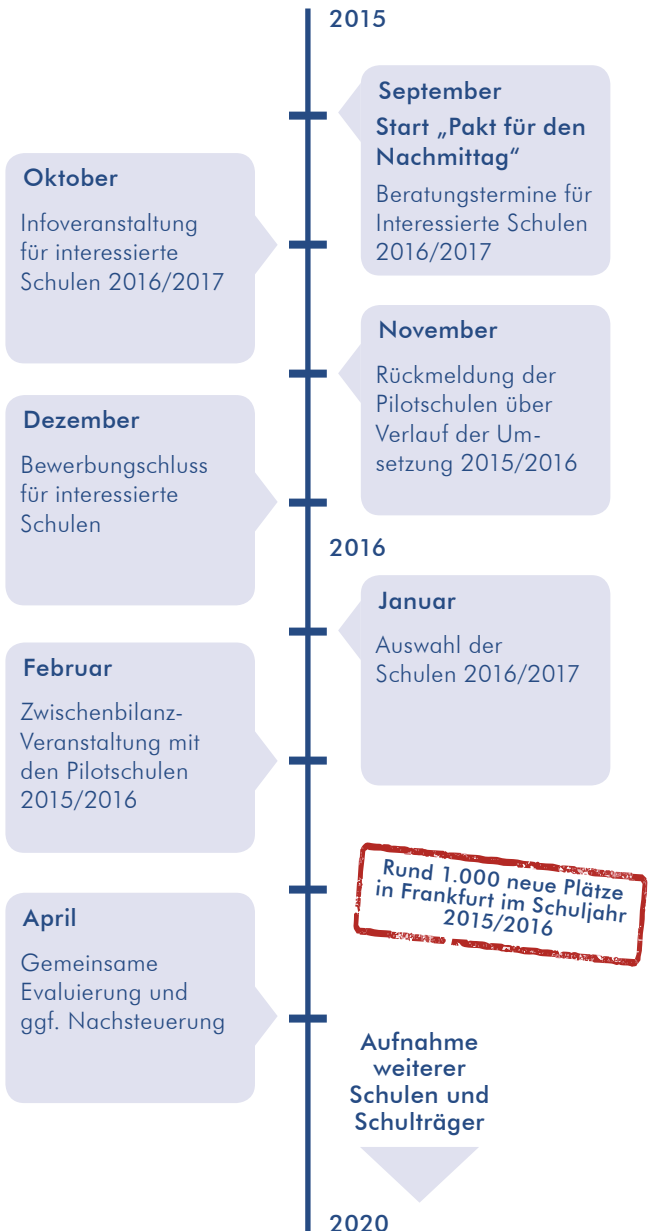 2015
September
Start „Pakt für den
Nachmittag“
Beratungstermine für
Interessierte Schulen
2016/2017
Oktober
Infoveranstaltung
für interessierte
Schulen 2016/2017
November
Rückmeldung der
Pilotschulen über
Verlauf der Um-
setzung 2015/2016
Dezember
Bewerbungschluss
für interessierte
Schulen
2016
Januar
Auswahl der
Schulen 2016/2017
Februar
Zwischenbilanz-
Veranstaltung mit
den Pilotschulen
2015/2016
Rund 1.000 neue Plätze
in Frankfurt im Schuljahr
2015/2016
April
Gemeinsame
Evaluierung und
ggf. Nachsteuerung
Aufnahme
weiterer
Schulen und
Schulträger
2020